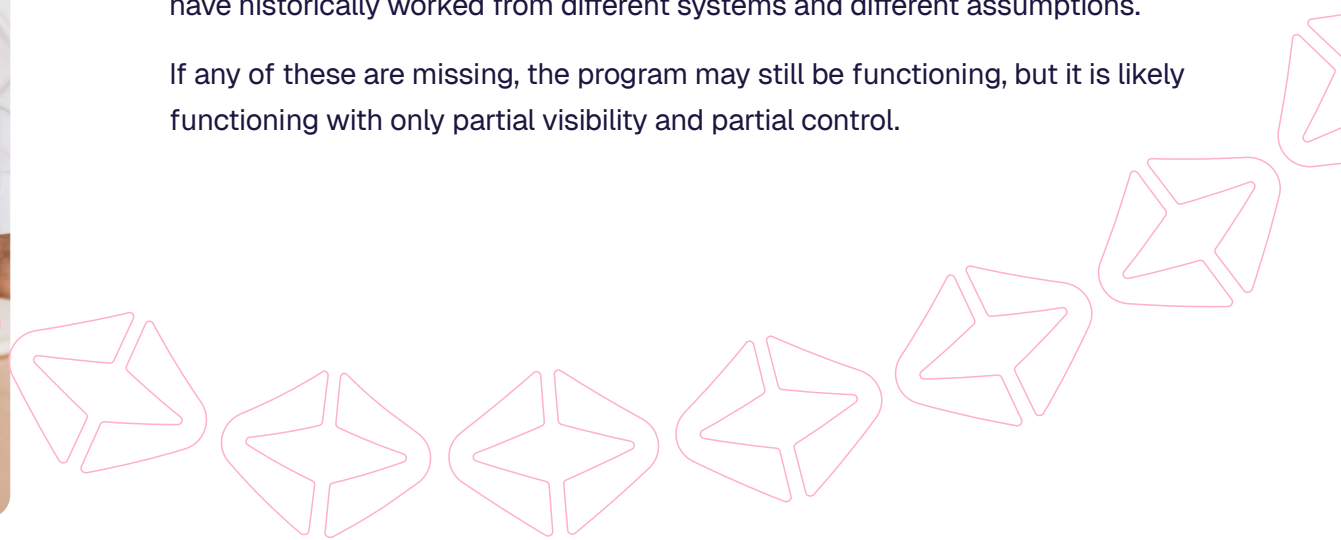 have historically worked from different systems and different assumptions.
If any of these are missing, the program may still be functioning, but it is likely
functioning with only partial visibility and partial control.